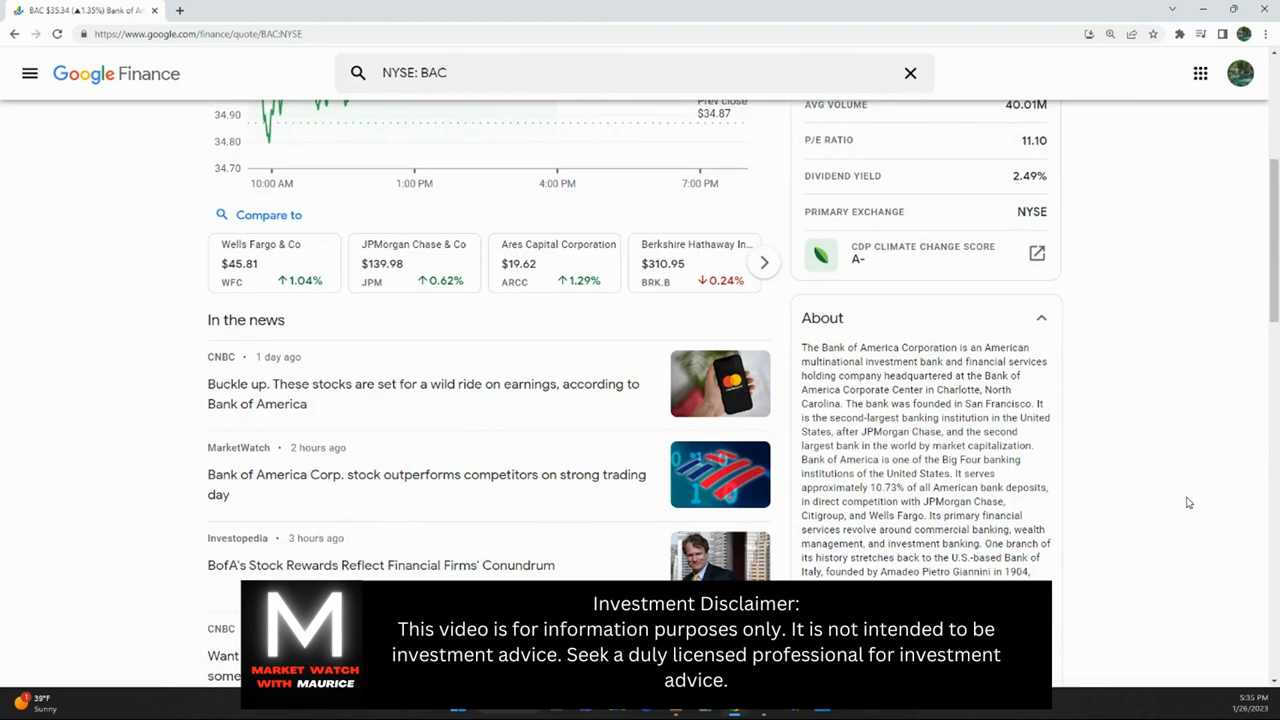 BAC $35.34 (▲1.35%) Bank of Am
https://www.google.com/finance/quote/BAC:NYSE
Google Finance
NYSE: BAC
34.90
34.80
34.70
Prev close
$34.87
10:00 AM
1:00 PM
4:00 PM
7:00 PM
AVG VOLUME
40.01M
P/E RATIO
11.10
DIVIDEND YIELD
2.49%
PRIMARY EXCHANGE
NYSE
CDP CLIMATE CHANGE SCORE
A-
Compare to
Wells Fargo & Co
$45.81
WFC ↑1.04%
JPMorgan Chase & Co
$139.98
JPM ↑0.62%
Ares Capital Corporation
$19.62
ARCC ↑1.29%
Berkshire Hathaway In...
$310.95
BRK.B ↓0.24%
In the news
CNBC • 1 day ago
Buckle up. These stocks are set for a wild ride on earnings, according to
Bank of America
MarketWatch • 2 hours ago
Bank of America Corp. stock outperforms competitors on strong trading
day
Investopedia • 3 hours ago
BofA's Stock Rewards Reflect Financial Firms' Conundrum
CNBC
Want
some
About
The Bank of America Corporation is an American
multinational investment bank and financial services
holding company headquartered at the Bank of
America Corporate Center in Charlotte, North
Carolina. The bank was founded in San Francisco. It
is the second-largest banking institution in the United
States, after JPMorgan Chase, and the second
largest bank in the world by market capitalization.
Bank of America is one of the Big Four banking
institutions of the United States. It serves
approximately 10.73% of all American bank deposits,
in direct competition with JPMorgan Chase,
Citigroup, and Wells Fargo. Its primary financial
services revolve around commercial banking, wealth
management, and investment banking. One branch of
its history stretches back to the U.S.-based Bank of
Italy, founded by Amadeo Pietro Giannini in 1904,
M
MARKET WATCH
WITH MAURICE
Investment Disclaimer:
This video is for information purposes only. It is not intended to be
investment advice. Seek a duly licensed professional for investment
advice.
1
39°F
Sunny
5:35 PM
1/26/2023